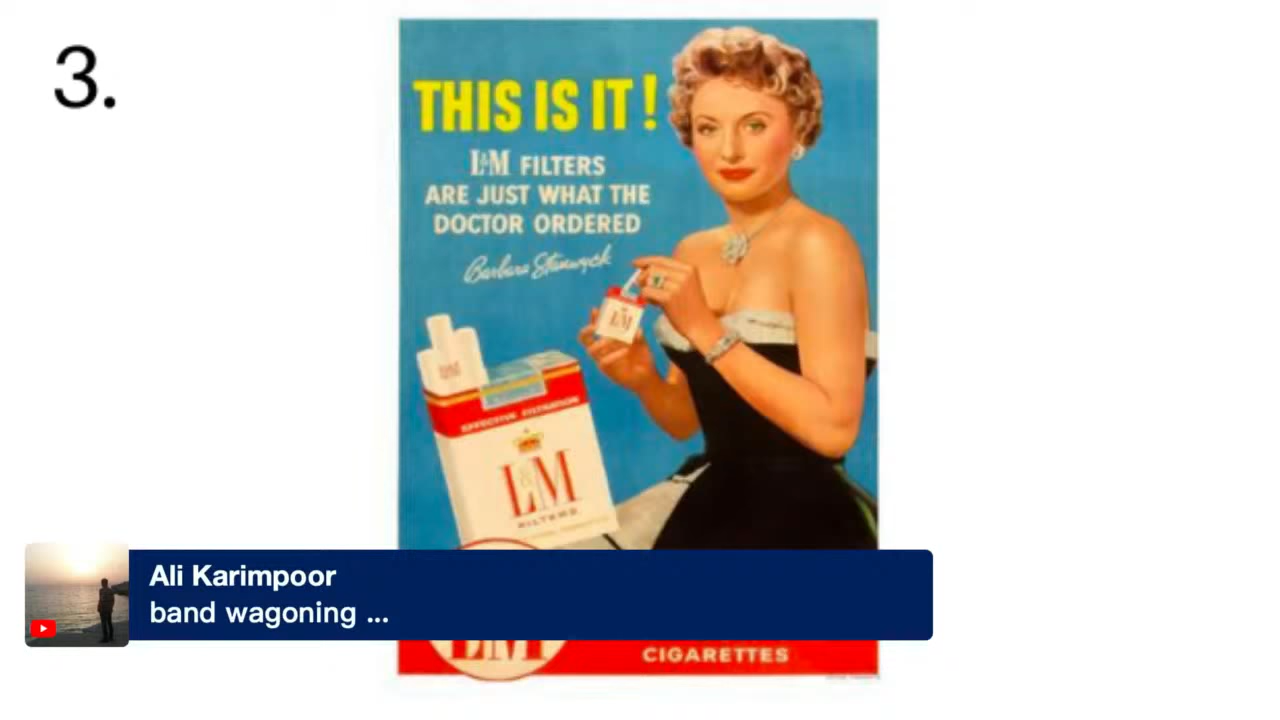 3.
THIS IS IT!
L&M FILTERS
ARE JUST WHAT THE
DOCTOR ORDERED
Barbara Stanwyck
L&M
EFFECTIVE FILTRATION
L&M
FILTERS
Ali Karimpoor
band wagoning ...
L&M
CIGARETTES